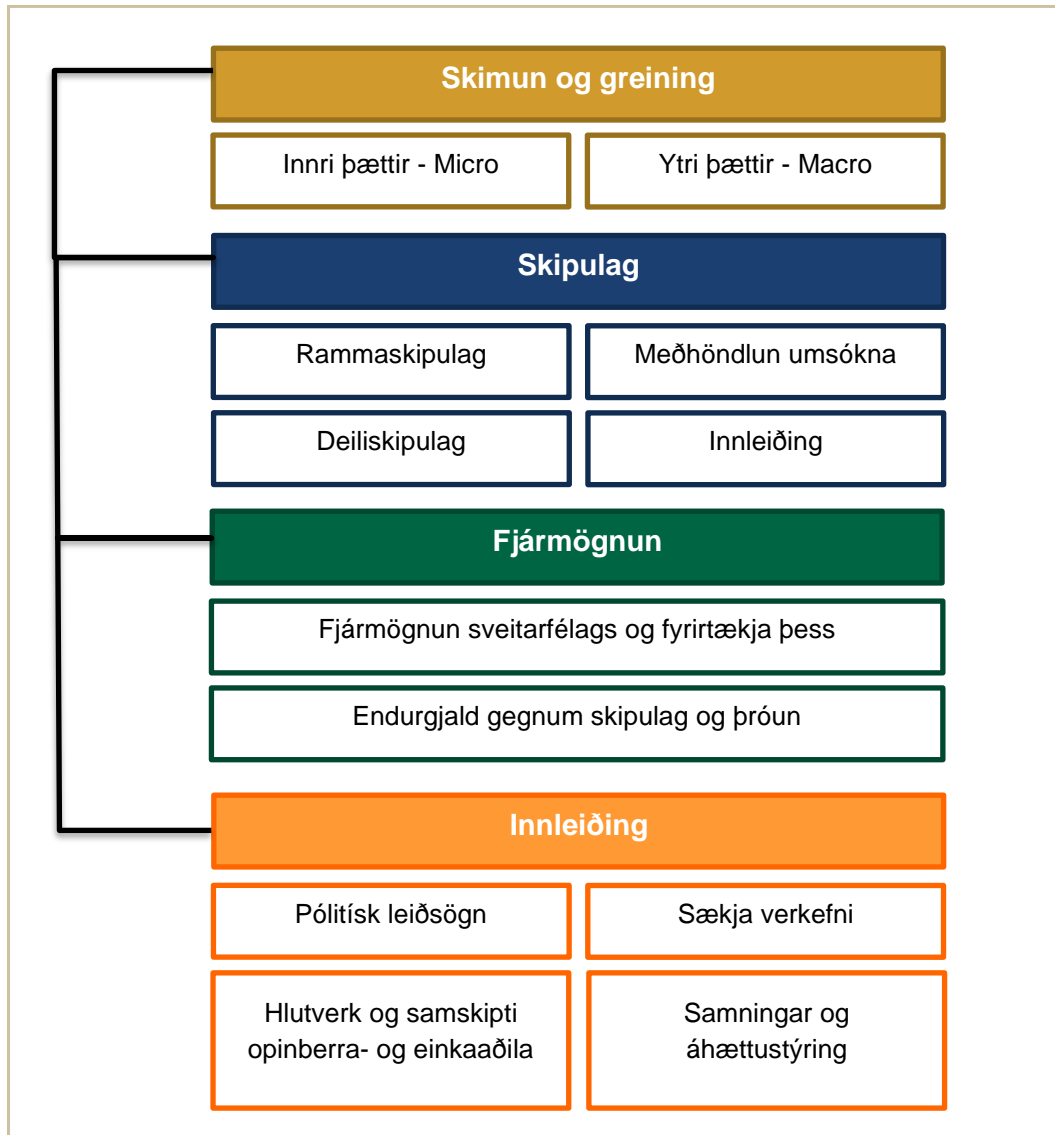 Skimun og greining
Innri þættir - Micro
Ytri þættir - Macro
Skipulag
Rammaskipulag
Meðhöndlun umsókna
Deiliskipulag
Innleiðing
Fjármögnun
Fjármögnun sveitarfélags og fyrirtækja þess
Endurgjald gegnum skipulag og þróun
Innleiðing
Pólitísk leiðsögn
Sækja verkefni
Hlutverk og samskipti
opinberra- og einkaaðila
Samningar og
áhættustýring